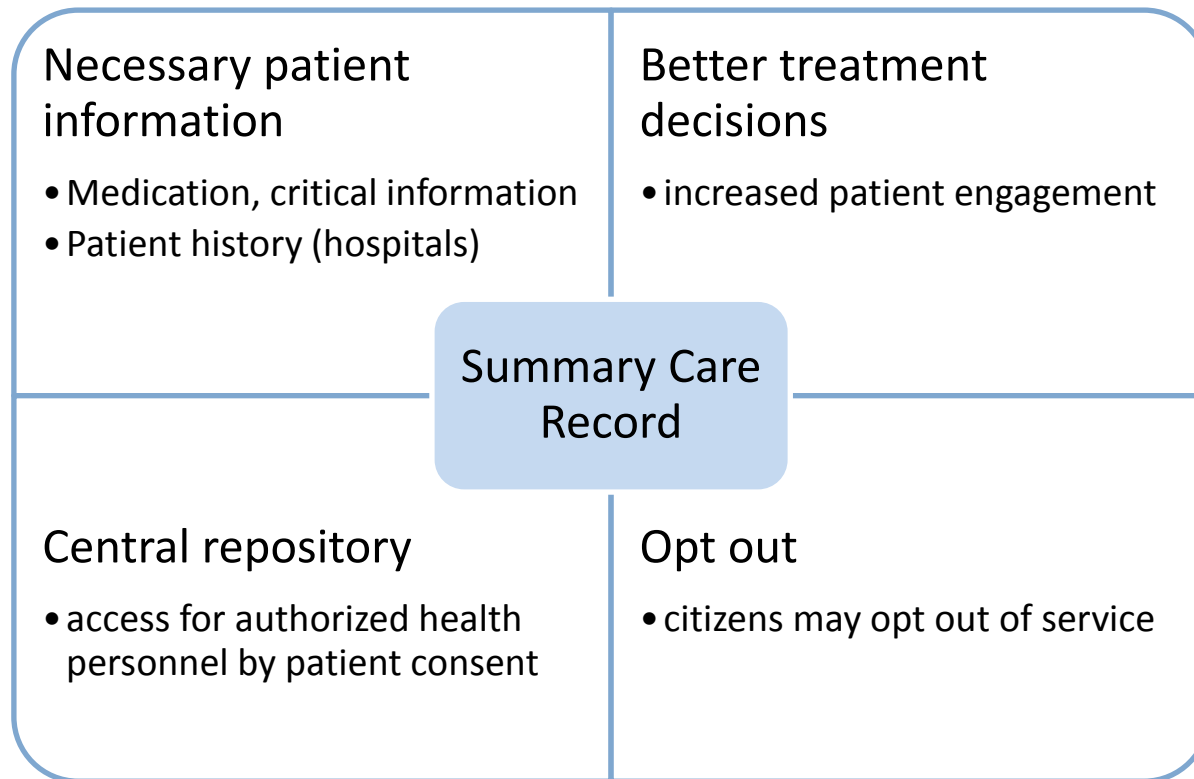 Necessary patient
information
• Medication, critical information
• Patient history (hospitals)
Better treatment
decisions
• increased patient engagement
Summary Care
Record
Central repository
• access for authorized health
personnel by patient consent
Opt out
• citizens may opt out of service